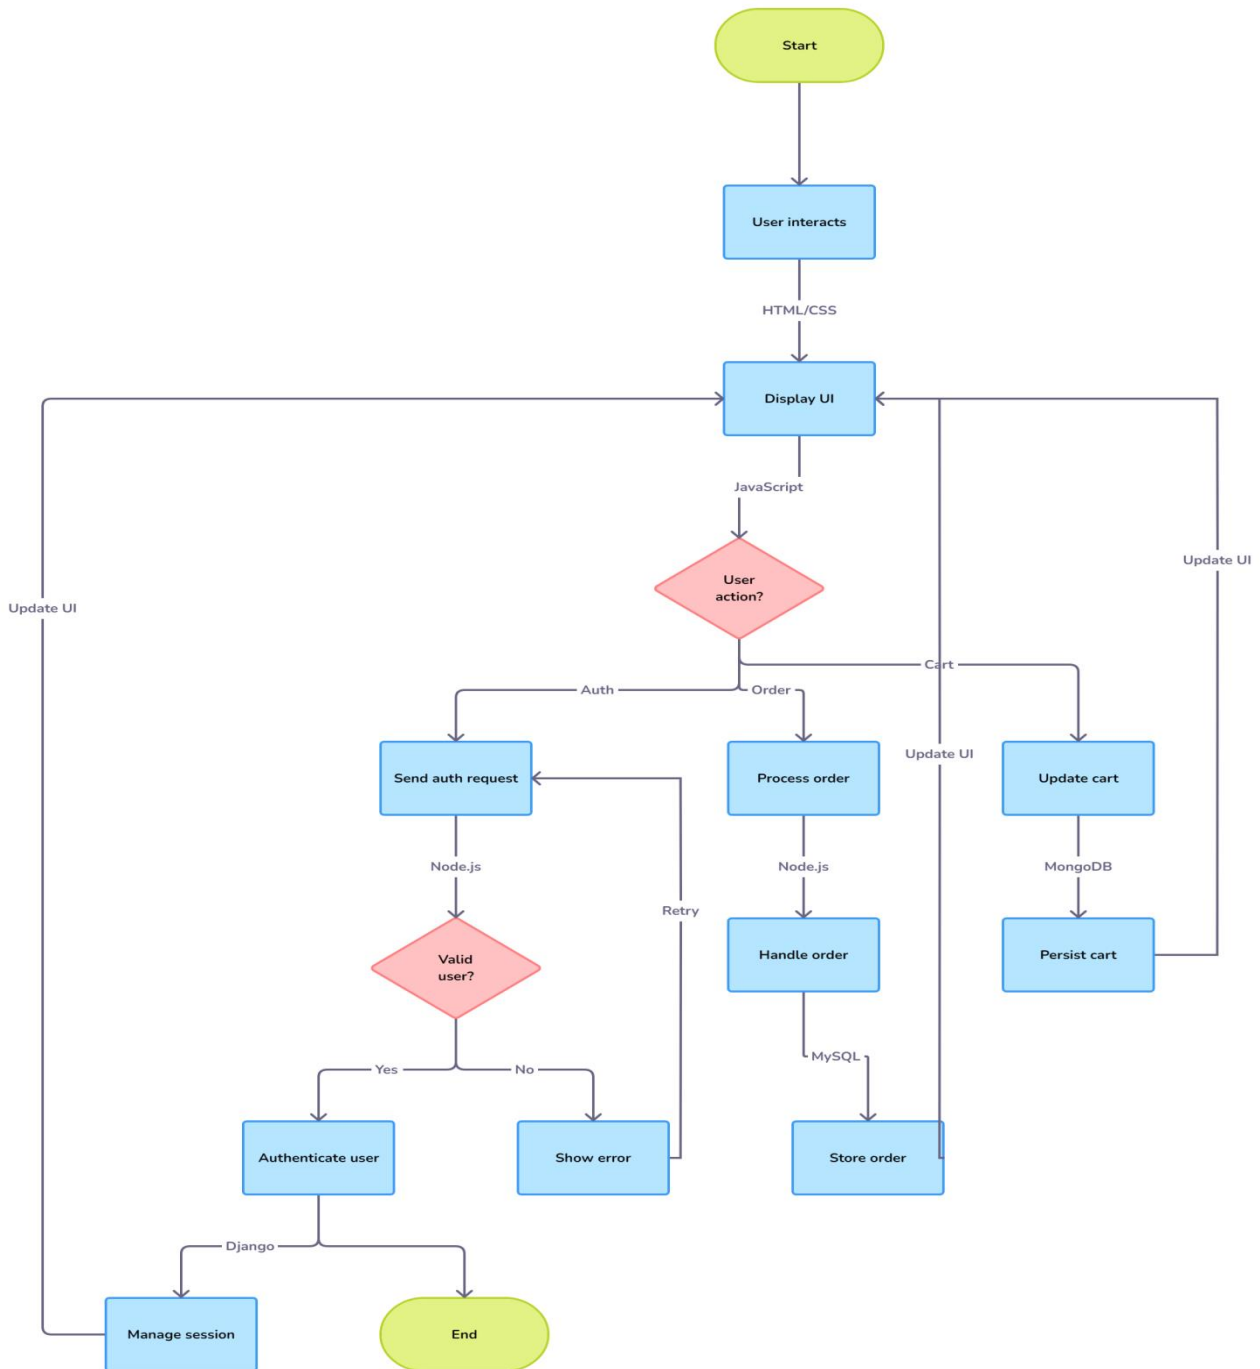 Start
User interacts
HTML/CSS
Display UI
JavaScript
User
action?
Update UI
Update UI
Cart
Auth
Order
Update UI
Send auth request
Process order
Update cart
Node.js
Node.js
MongoDB
Retry
Valid
user?
Handle order
Persist cart
MySQL
Yes
No
Authenticate user
Show error
Store order
Django
Manage session
End